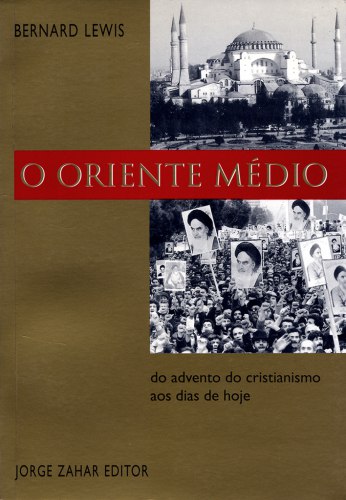 BERNARD LEWIS
O ORIENTE MÉDIO
do advento do cristianismo
aos dias de hoje
JORGE ZAHAR EDITOR